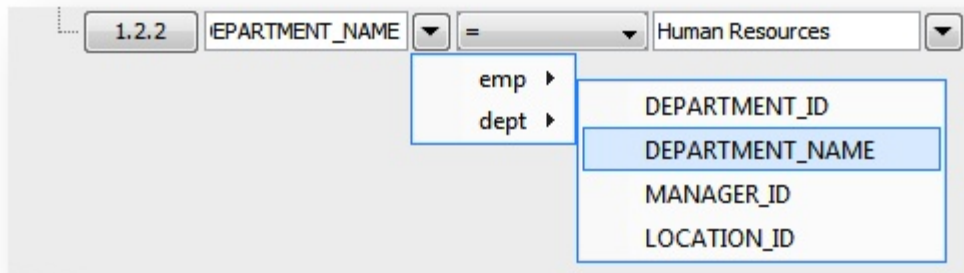 1.2.2 EPARTMENT_NAME = Human Resources
emp
dept
DEPARTMENT_ID
DEPARTMENT_NAME
MANAGER_ID
LOCATION_ID